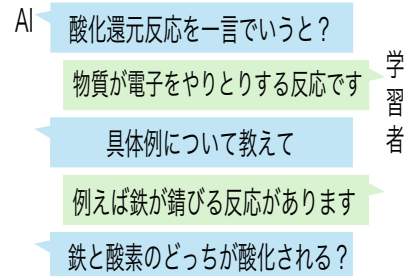 AI
酸化還元反応を一言でいうと？
物質が電子をやりとりする反応です
学習者
具体例について教えて
例えば鉄が錆びる反応があります
鉄と酸素のどっちが酸化される？